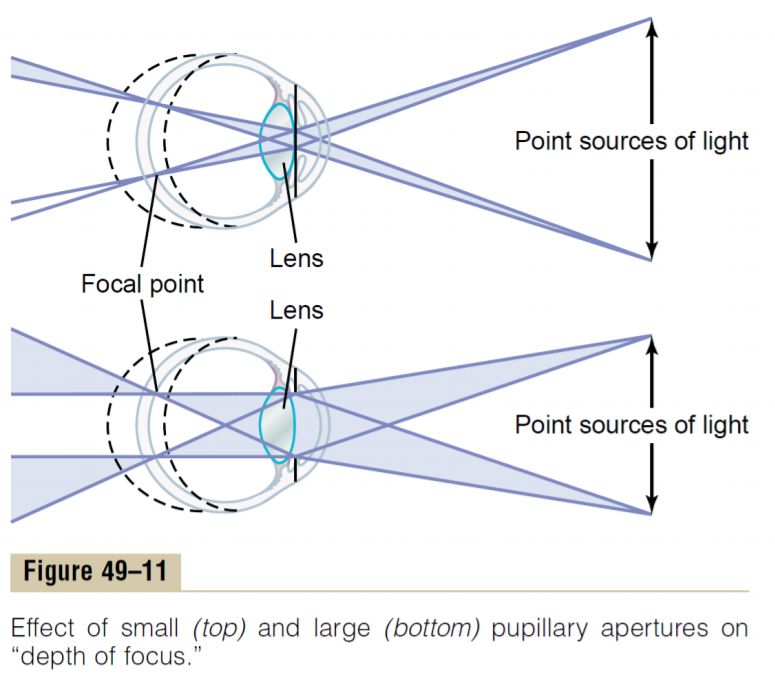 Point sources of light
Lens
Focal point
Lens
Point sources of light
Figure 49–11
Effect of small (top) and large (bottom) pupillary apertures on
“depth of focus.”